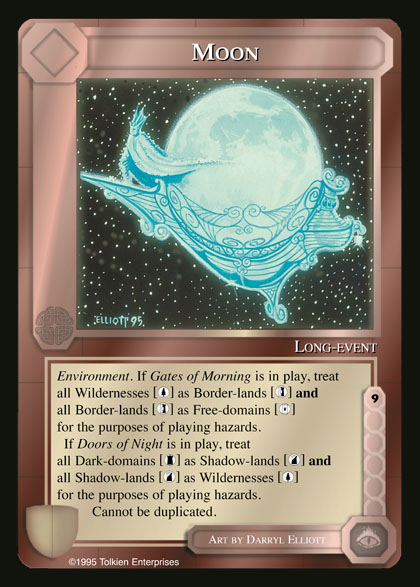 Moon
ELLIOTT 95
Long-event
Environment. If Gates of Morning is in play, treat
all Wildernesses [ ] as Border-lands [ ] and
all Border-lands [ ] as Free-domains [ ]
for the purposes of playing hazards.
If Doors of Night is in play, treat
all Dark-domains [ ] as Shadow-lands [ ] and
all Shadow-lands [ ] as Wildernesses [ ]
for the purposes of playing hazards.
Cannot be duplicated.
9
Art by Darryl Elliott
©1995 Tolkien Enterprises